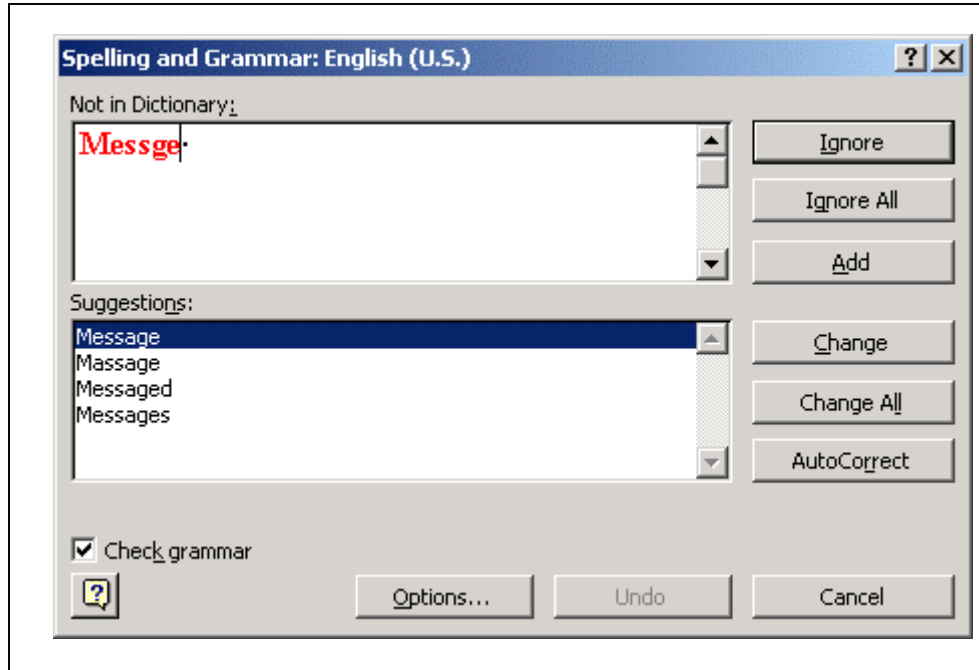 Spelling and Grammar: English (U.S.)
Not in Dictionary:
Messge·
Ignore
Ignore All
Add
Suggestions:
Message
Massage
Messaged
Messages
Change
Change All
AutoCorrect
Check grammar
Options...
Undo
Cancel